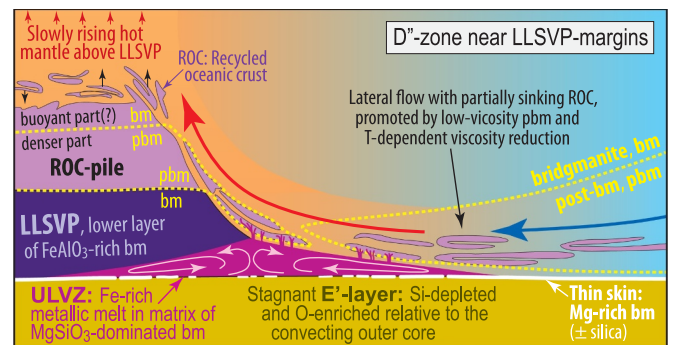 Slowly rising hot
mantle above LLSVP
ROC: Recycled
oceanic crust
D"-zone near LLSVP-margins
buoyant part(?)
bm
denser part
pbm
ROC-pile
pbm
bm
LLSVP, lower layer
of FeAlO₃-rich bm
Lateral flow with partially sinking ROC,
promoted by low-vicosity pbm and
T-dependent viscosity reduction
bridgmanite, bm
post-bm, pbm
ULVZ: Fe-rich
metallic melt in matrix of
MgSiO₃-dominated bm
Stagnant E'-layer: Si-depleted
and O-enriched relative to the
convecting outer core
Thin skin:
Mg-rich bm
(± silica)